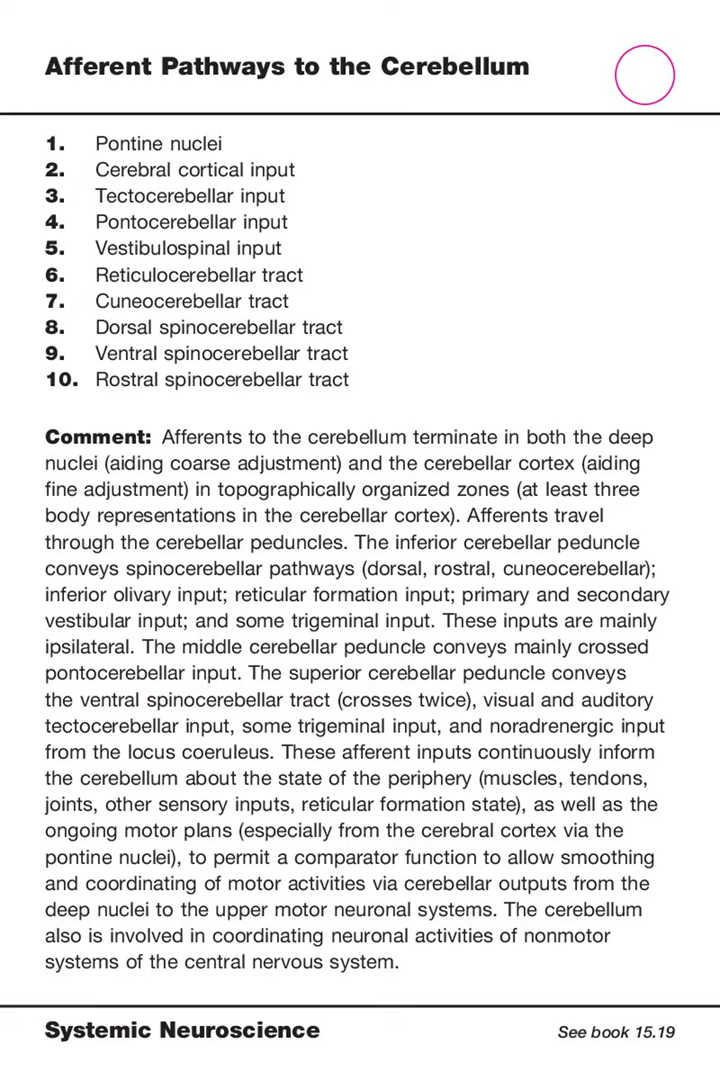 Afferent Pathways to the Cerebellum
1. Pontine nuclei
2. Cerebral cortical input
3. Tectocerebellar input
4. Pontocerebellar input
5. Vestibulospinal input
6. Reticulocerebellar tract
7. Cuneocerebellar tract
8. Dorsal spinocerebellar tract
9. Ventral spinocerebellar tract
10. Rostral spinocerebellar tract
Comment: Afferents to the cerebellum terminate in both the deep
nuclei (aiding coarse adjustment) and the cerebellar cortex (aiding
fine adjustment) in topographically organized zones (at least three
body representations in the cerebellar cortex). Afferents travel
through the cerebellar peduncles. The inferior cerebellar peduncle
conveys spinocerebellar pathways (dorsal, rostral, cuneocerebellar);
inferior olivary input; reticular formation input; primary and secondary
vestibular input; and some trigeminal input. These inputs are mainly
ipsilateral. The middle cerebellar peduncle conveys mainly crossed
pontocerebellar input. The superior cerebellar peduncle conveys
the ventral spinocerebellar tract (crosses twice), visual and auditory
tectocerebellar input, some trigeminal input, and noradrenergic input
from the locus coeruleus. These afferent inputs continuously inform
the cerebellum about the state of the periphery (muscles, tendons,
joints, other sensory inputs, reticular formation state), as well as the
ongoing motor plans (especially from the cerebral cortex via the
pontine nuclei), to permit a comparator function to allow smoothing
and coordinating of motor activities via cerebellar outputs from the
deep nuclei to the upper motor neuronal systems. The cerebellum
also is involved in coordinating neuronal activities of nonmotor
systems of the central nervous system.
Systemic Neuroscience
See book 15.19